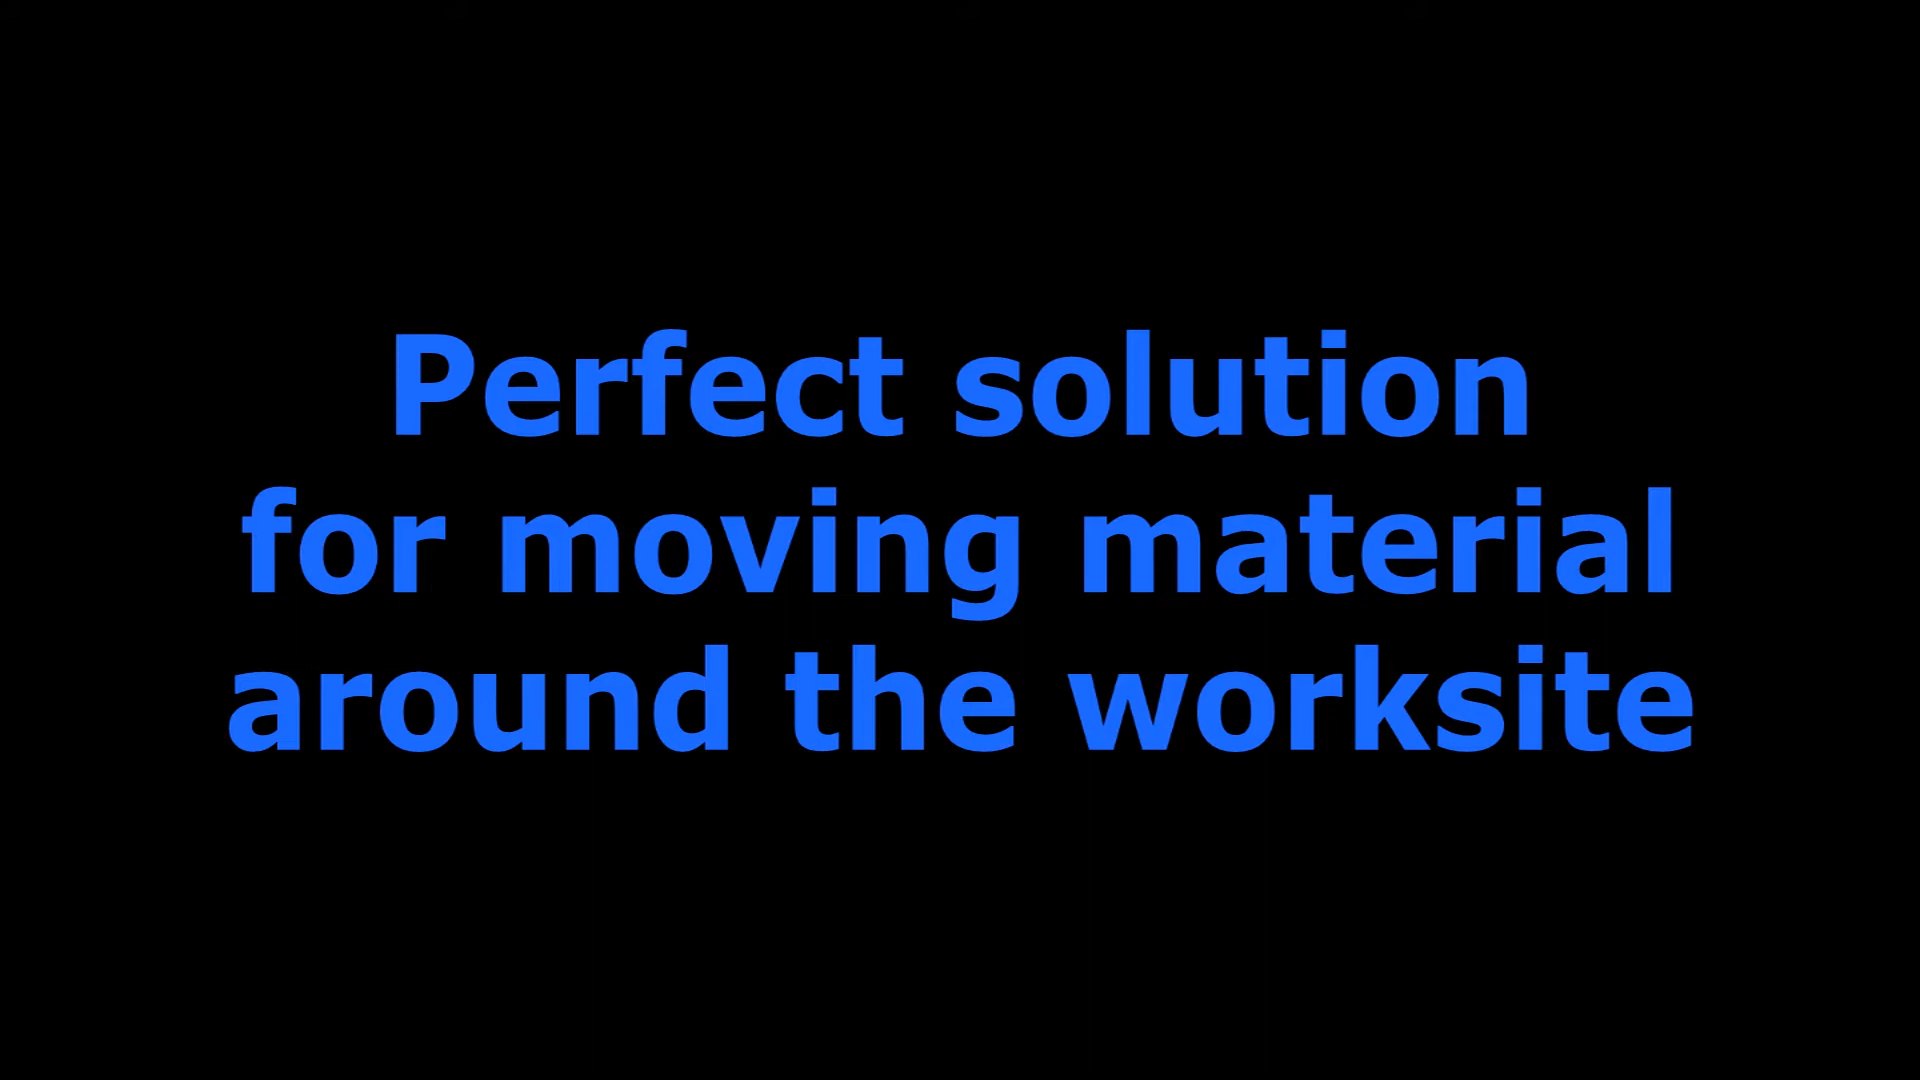 Perfect solution
for moving material
around the worksite